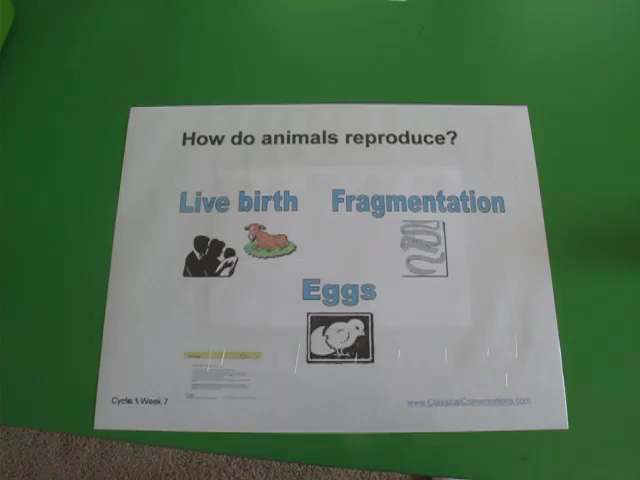 How do animals reproduce?
Live birth
Fragmentation
Eggs
Cycle 1 Week 7
www.ClassicalConversations.com